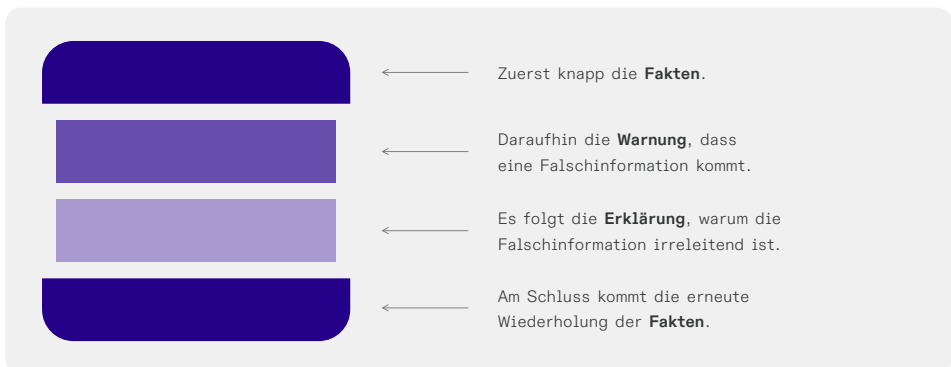 Zuerst knapp die Fakten.
Daraufhin die Warnung, dass
eine Falschinformation kommt.
Es folgt die Erklärung, warum die
Falschinformation irreleitend ist.
Am Schluss kommt die erneute
Wiederholung der Fakten.